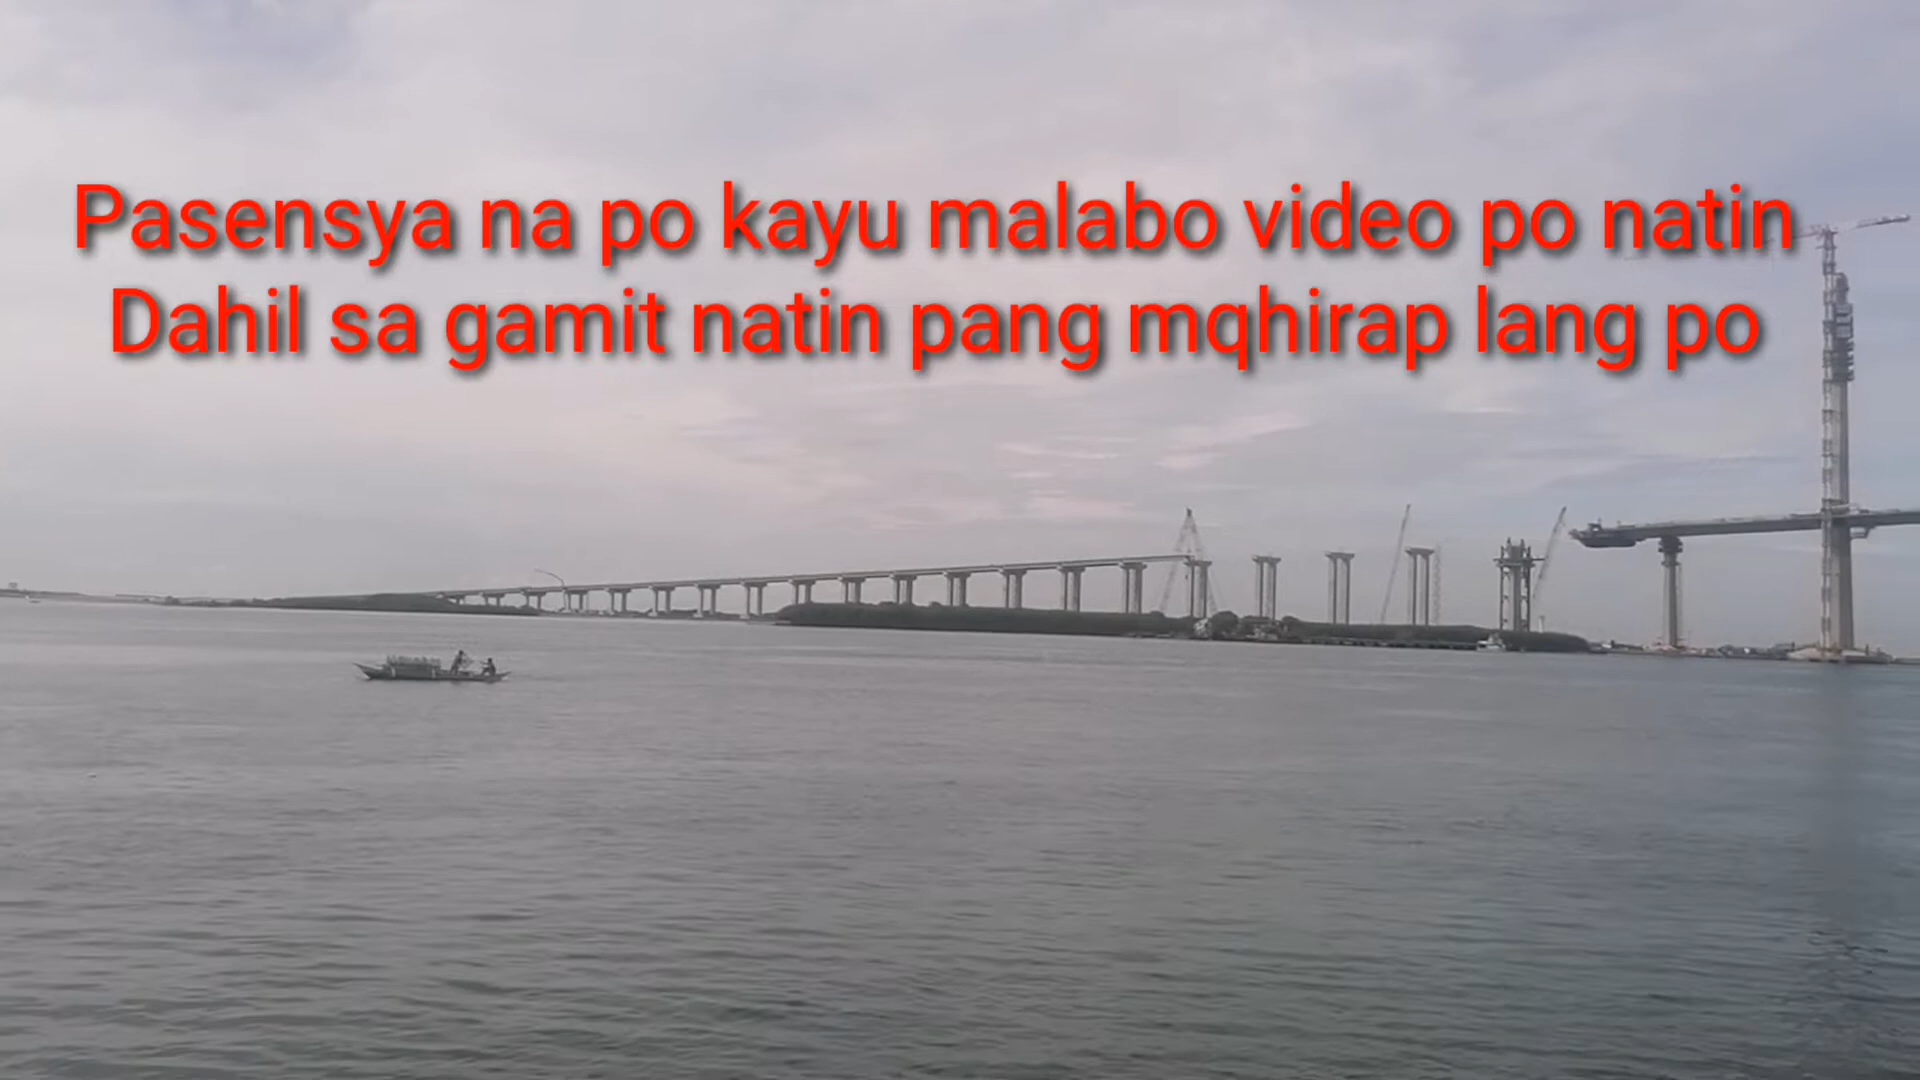 Pasensya na po kayu malabo video po natin
Dahil sa gamit natin pang mqhirap lang po